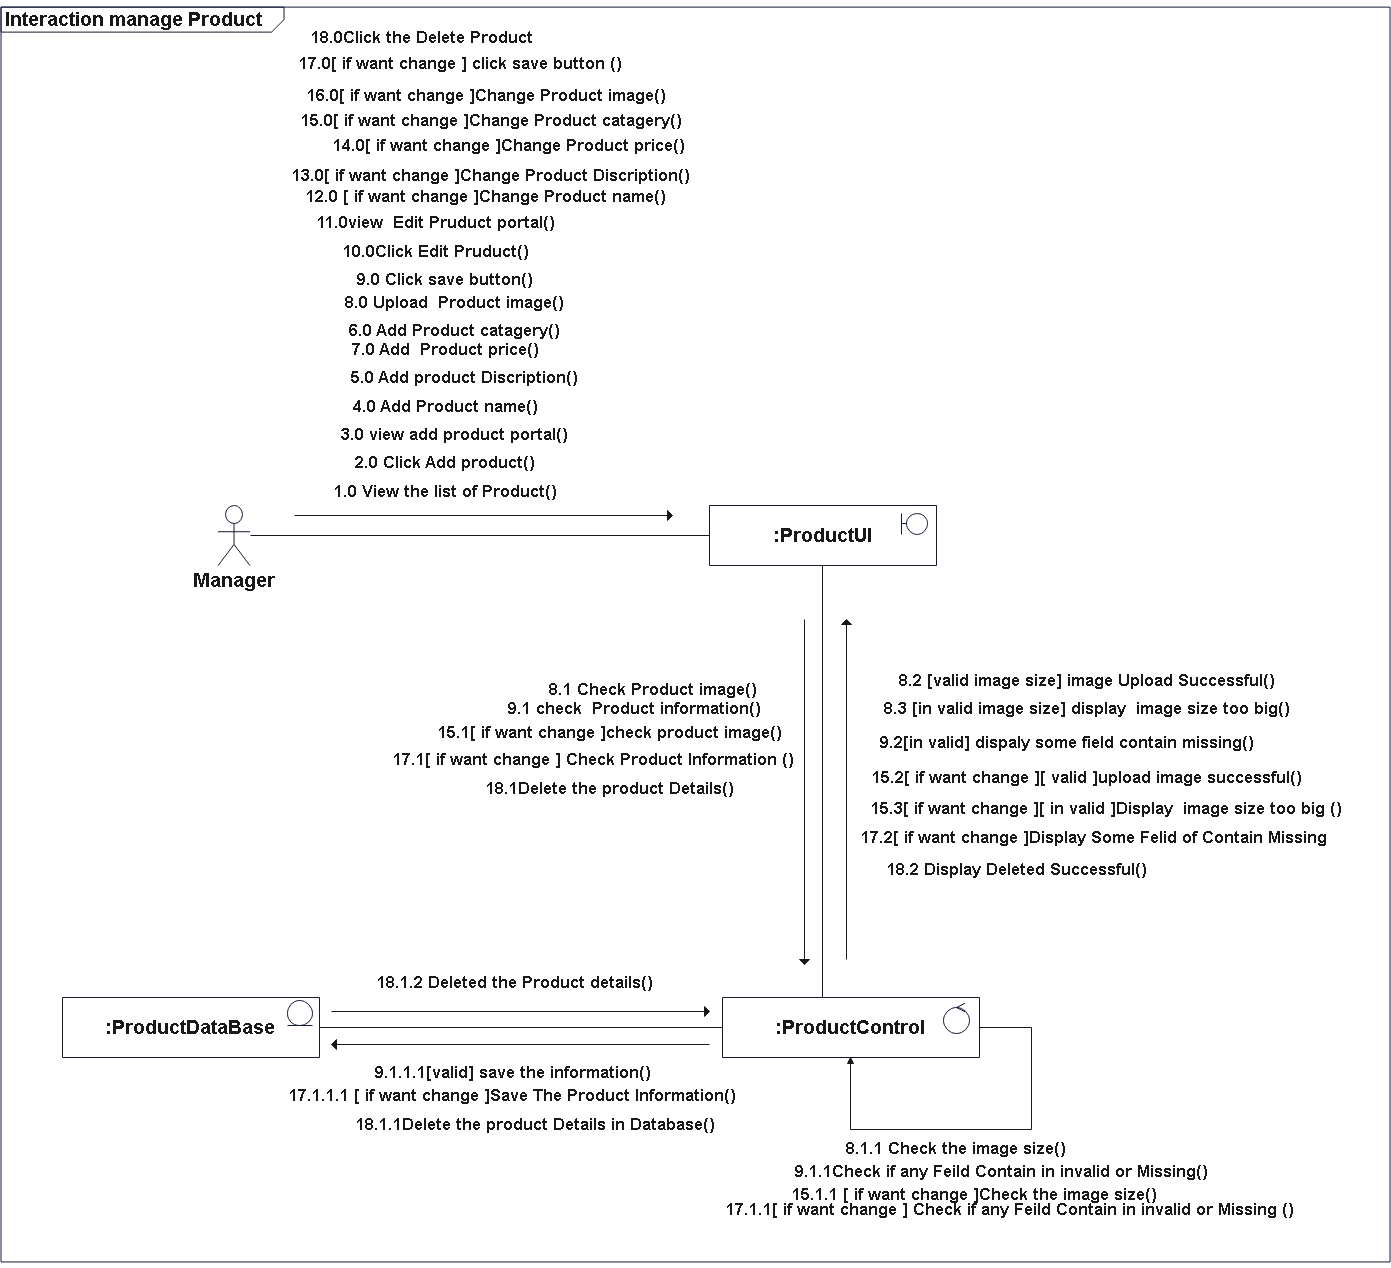 Interaction manage Product
18.0Click the Delete Product
17.0[ if want change ] click save button ()
16.0[ if want change ]Change Product image()
15.0[ if want change ]Change Product catagery()
14.0[ if want change ]Change Product price()
13.0[ if want change ]Change Product Discription()
12.0 [ if want change ]Change Product name()
11.0view  Edit Pruduct portal()
10.0Click Edit Pruduct()
9.0 Click save button()
8.0 Upload  Product image()
6.0 Add Product catagery()
7.0 Add  Product price()
5.0 Add product Discription()
4.0 Add Product name()
3.0 view add product portal()
2.0 Click Add product()
1.0 View the list of Product()
:ProductUI
Manager
8.1 Check Product image()
9.1 check  Product information()
15.1[ if want change ]check product image()
17.1[ if want change ] Check Product Information ()
18.1Delete the product Details()
8.2 [valid image size] image Upload Successful()
8.3 [in valid image size] display  image size too big()
9.2[in valid] dispaly some field contain missing()
15.2[ if want change ][ valid ]upload image successful()
15.3[ if want change ][ in valid ]Display  image size too big ()
17.2[ if want change ]Display Some Felid of Contain Missing
18.2 Display Deleted Successful()
18.1.2 Deleted the Product details()
:ProductDataBase
:ProductControl
9.1.1.1[valid] save the information()
17.1.1.1 [ if want change ]Save The Product Information()
18.1.1Delete the product Details in Database()
8.1.1 Check the image size()
9.1.1Check if any Feild Contain in invalid or Missing()
15.1.1 [ if want change ]Check the image size()
17.1.1[ if want change ] Check if any Feild Contain in invalid or Missing ()